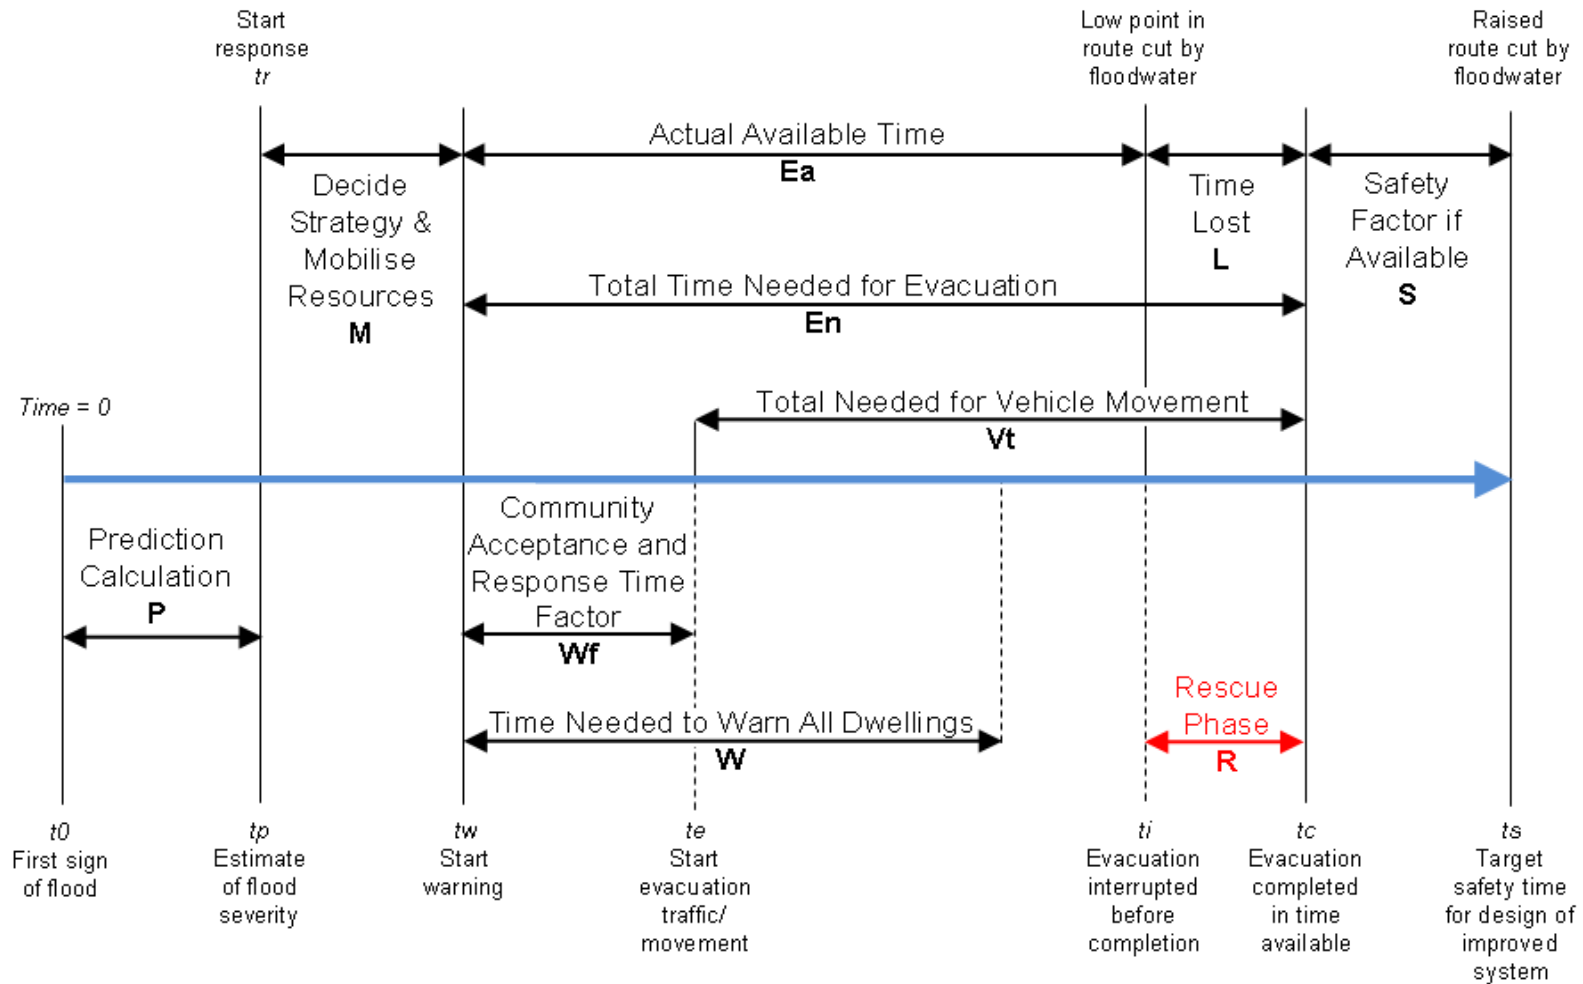 Start
response
tr
Low point in
route cut by
floodwater
Raised
route cut by
floodwater
Actual Available Time
Ea
Decide
Strategy &
Mobilise
Resources
M
Time
Lost
L
Safety
Factor if
Available
S
Total Time Needed for Evacuation
En
Time = 0
Total Needed for Vehicle Movement
Vt
Prediction
Calculation
P
Community
Acceptance and
Response Time
Factor
Wf
Time Needed to Warn All Dwellings
W
Rescue
Phase
R
t0
First sign
of flood
tp
Estimate
of flood
severity
tw
Start
warning
te
Start
evacuation
traffic/
movement
ti
Evacuation
interrupted
before
completion
tc
Evacuation
completed
in time
available
ts
Target
safety time
for design of
improved
system